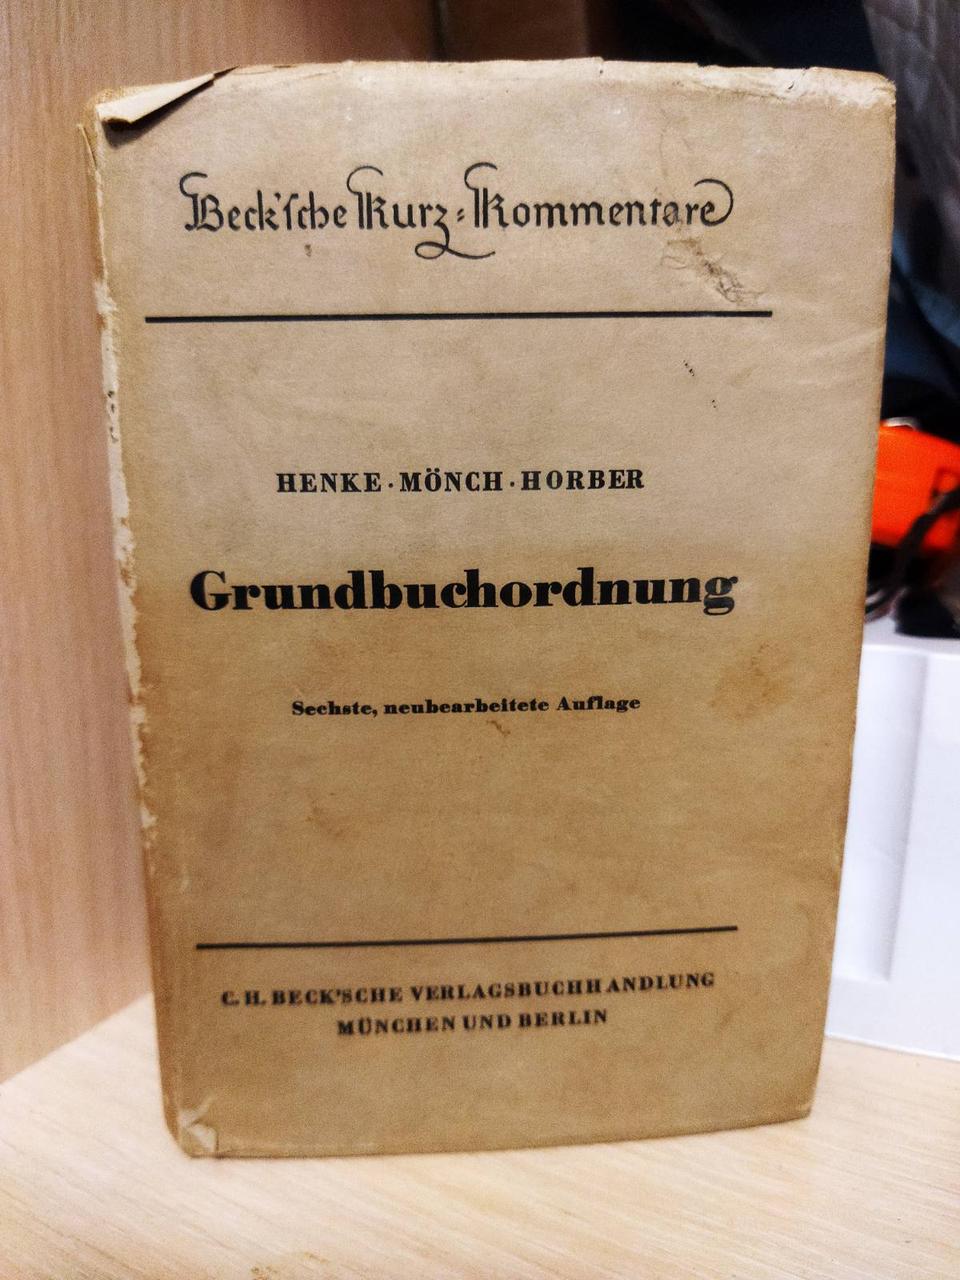 Beck'sche Kurz-Kommentare
HENKE · MÖNCH · HORBER
Grundbuchordnung
Sechste, neubearbeitete Auflage
C. H. BECK'SCHE VERLAGSBUCHHANDLUNG
MÜNCHEN UND BERLIN